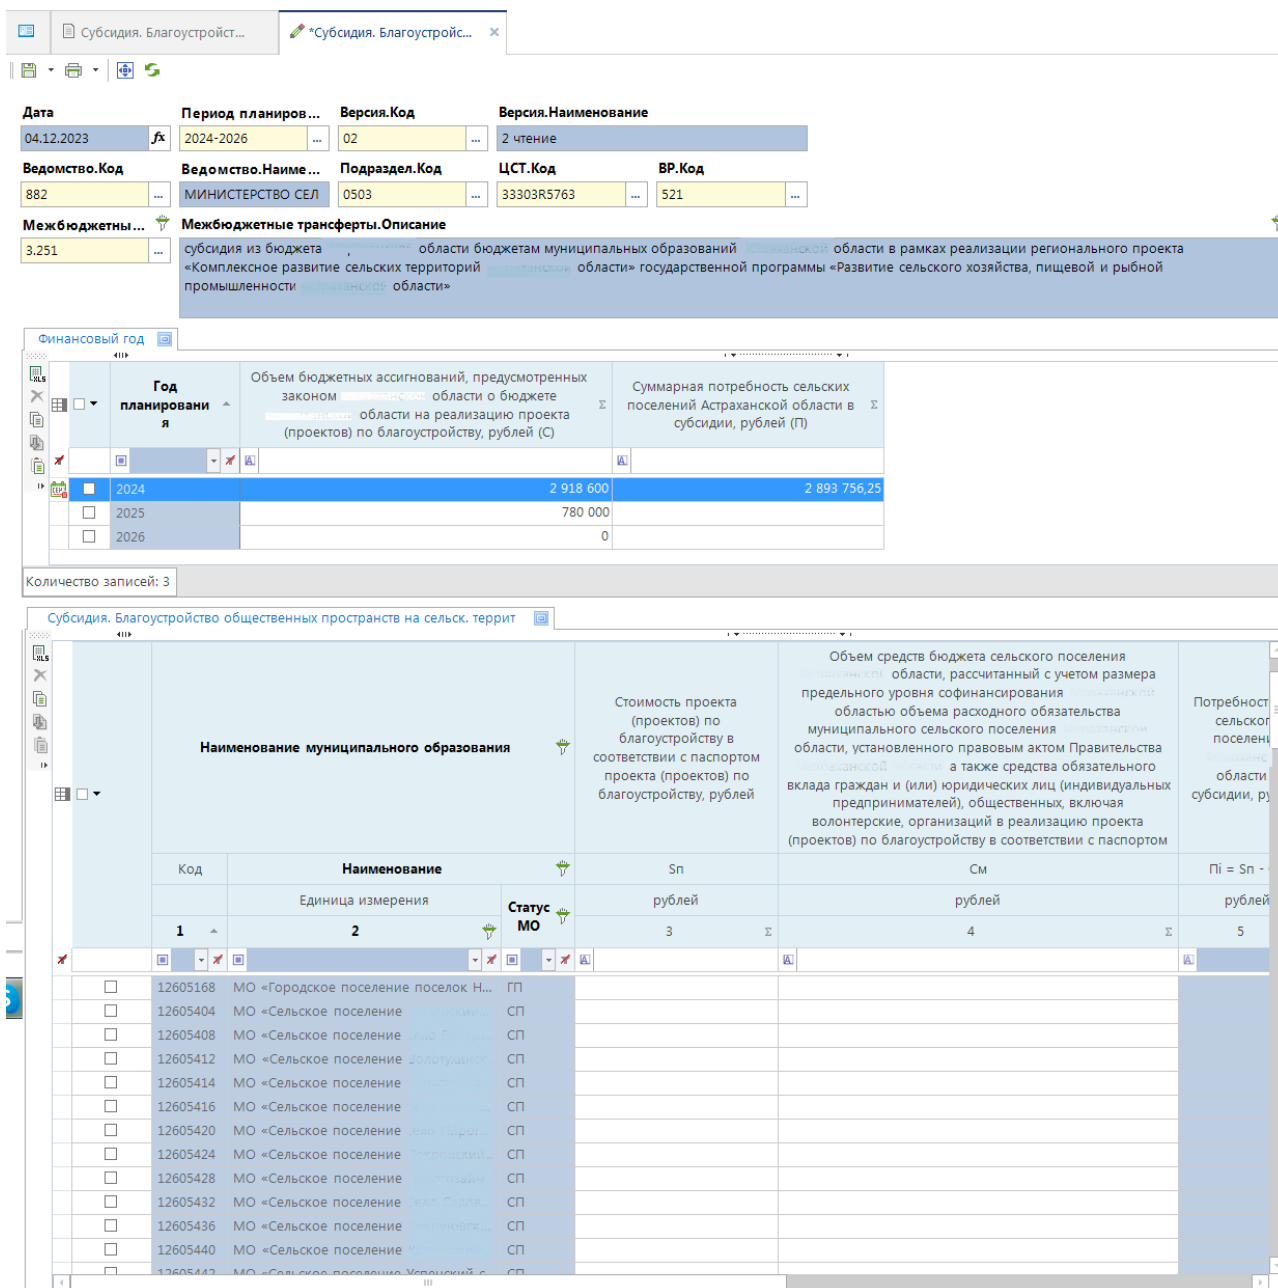 Субсидия. Благоустройст...
*Субсидия. Благоустройс...
Дата
Период планиров...
Версия.Код
Версия.Наименование
04.12.2023
fx
2024-2026
...
02
...
2 чтение
Ведомство.Код
Ведомство.Наиме...
Подраздел.Код
ЦСТ.Код
ВР.Код
882
...
МИНИСТЕРСТВО СЕЛ
0503
...
33303R5763
...
521
...
Межбюджетны...
Межбюджетные трансферты.Описание
3.251
...
субсидия из бюджета области бюджетам муниципальных образований области в рамках реализации регионального проекта
«Комплексное развитие сельских территорий области» государственной программы «Развитие сельского хозяйства, пищевой и рыбной
промышленности области»
Финансовый год
XLS
Год
планировани
я
Объем бюджетных ассигнований, предусмотренных
законом области о бюджете
области на реализацию проекта
(проектов) по благоустройству, рублей (С)
Σ
Суммарная потребность сельских
поселений Астраханской области в
субсидии, рублей (П)
Σ
2024
2 918 600
2 893 756,25
2025
780 000
2026
0
Количество записей: 3
Субсидия. Благоустройство общественных пространств на сельск. террит
XLS
Наименование муниципального образования
Стоимость проекта
(проектов) по
благоустройству в
соответствии с паспортом
проекта (проектов) по
благоустройству, рублей
Объем средств бюджета сельского поселения
области, рассчитанный с учетом размера
предельного уровня софинансирования
областью объема расходного обязательства
муниципального сельского поселения
области, установленного правовым актом Правительства
а также средства обязательного
вклада граждан и (или) юридических лиц (индивидуальных
предпринимателей), общественных, включая
волонтерские, организаций в реализацию проекта
(проектов) по благоустройству в соответствии с паспортом
Потребност
сельског
поселени
области
субсидии, ру
Код
Наименование
Sп
См
Пi = Sп -
Единица измерения
Статус
МО
рублей
рублей
рублей
1
2
3
Σ
4
Σ
5
12605168 МО «Городское поселение поселок Н... ГП
12605404 МО «Сельское поселение СП
12605408 МО «Сельское поселение СП
12605412 МО «Сельское поселение СП
12605414 МО «Сельское поселение СП
12605416 МО «Сельское поселение СП
12605420 МО «Сельское поселение СП
12605424 МО «Сельское поселение СП
12605428 МО «Сельское поселение СП
12605432 МО «Сельское поселение СП
12605436 МО «Сельское поселение СП
12605440 МО «Сельское поселение СП
12605442 МО «Сельское поселение Успенский с... СП